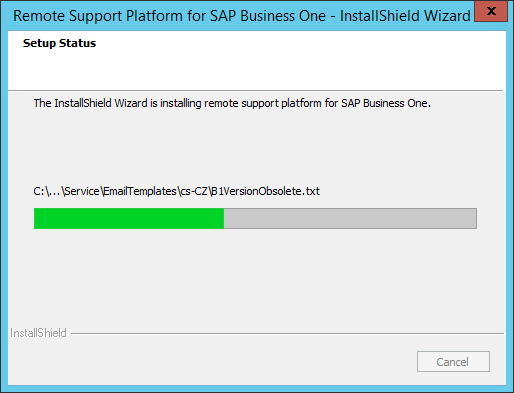 Remote Support Platform for SAP Business One - InstallShield Wizard
x
Setup Status
The InstallShield Wizard is installing remote support platform for SAP Business One.
C:\...\Service\EmailTemplates\cs-CZ\B1VersionObsolete.txt
InstallShield
Cancel